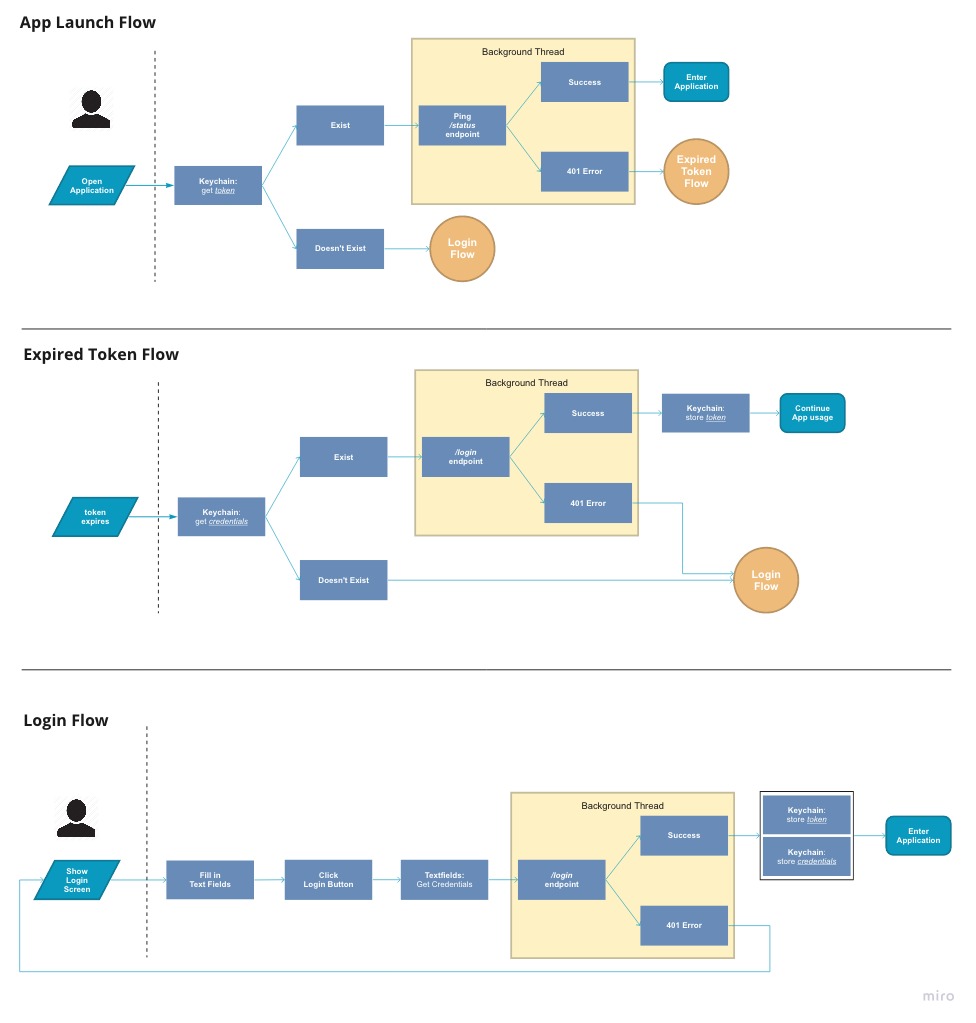 App Launch Flow
Background Thread
Success
Enter
Application
Exist
Ping
/status
endpoint
Open
Application
Keychain:
get token
401 Error
Expired
Token
Flow
Doesn't Exist
Login
Flow
Expired Token Flow
Background Thread
Success
Keychain:
store token
Continue
App usage
Exist
/login
endpoint
token
expires
Keychain:
get credentials
401 Error
Doesn't Exist
Login
Flow
Login Flow
Background Thread
Success
Keychain:
store token
Keychain:
store credentials
Enter
Application
Show
Login
Screen
Fill in
Text Fields
Click
Login Button
Textfields:
Get Credentials
/login
endpoint
401 Error
miro